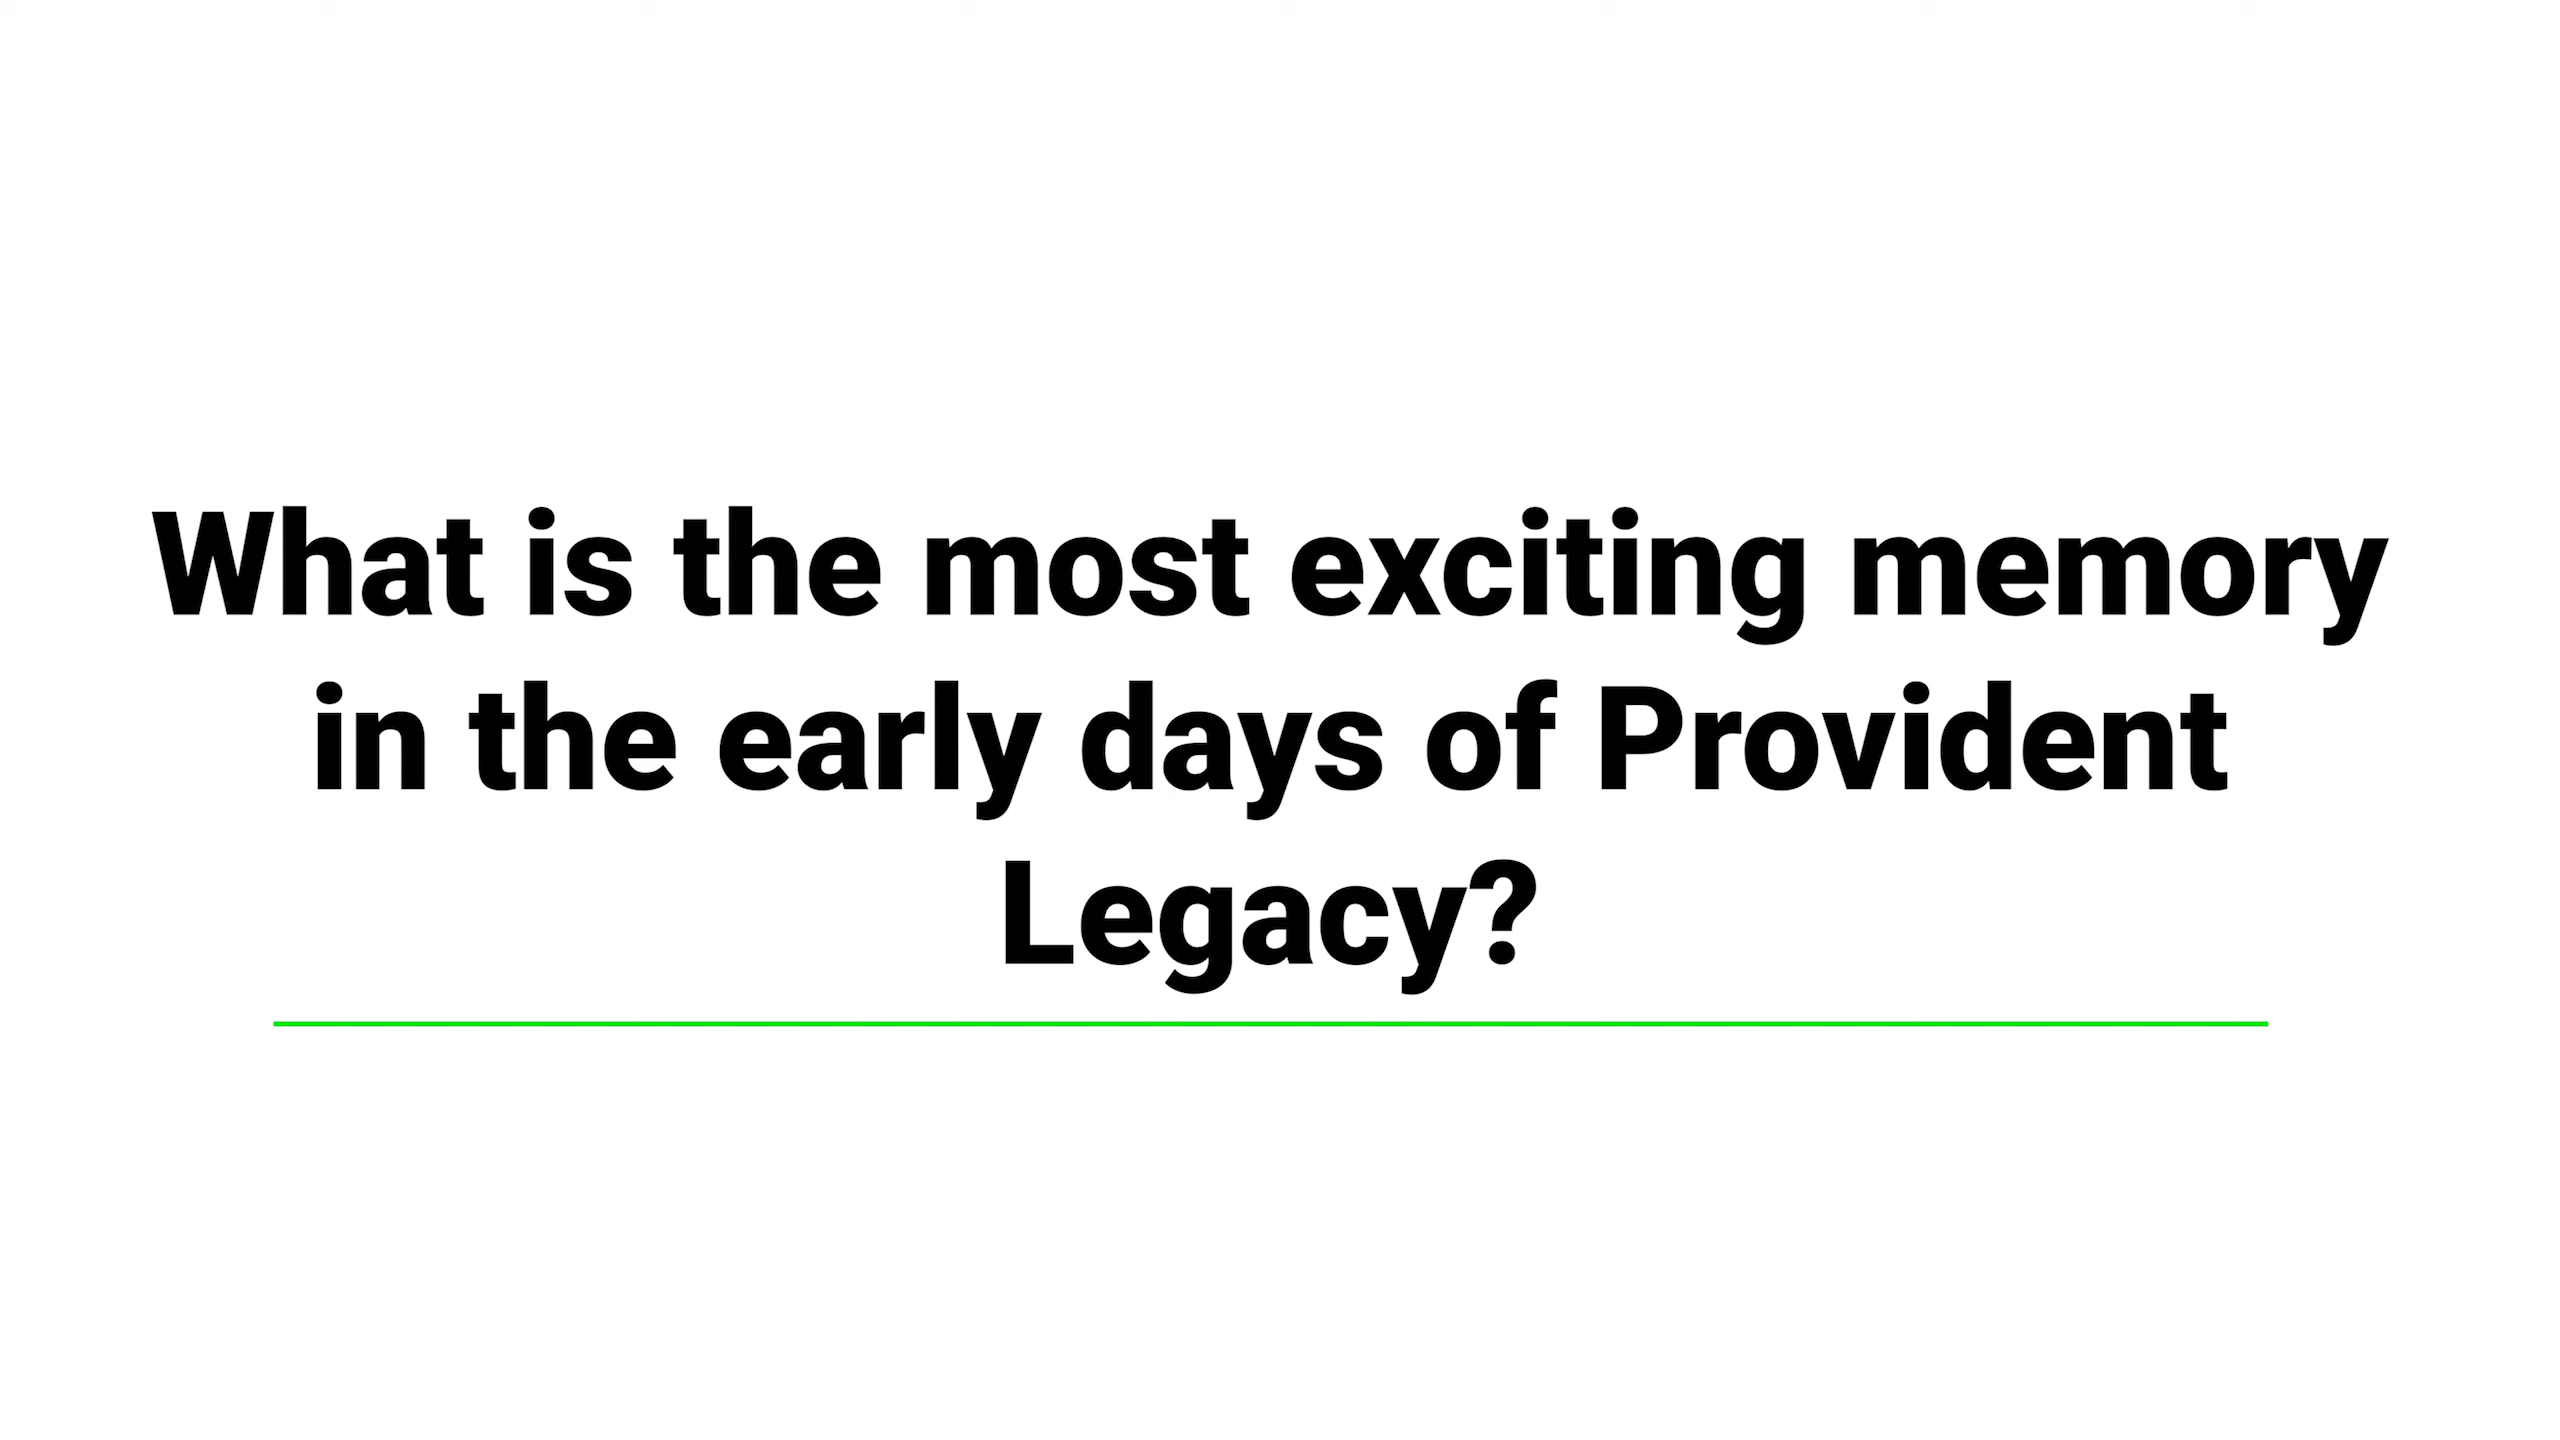 What is the most exciting memory
in the early days of Provident
Legacy?